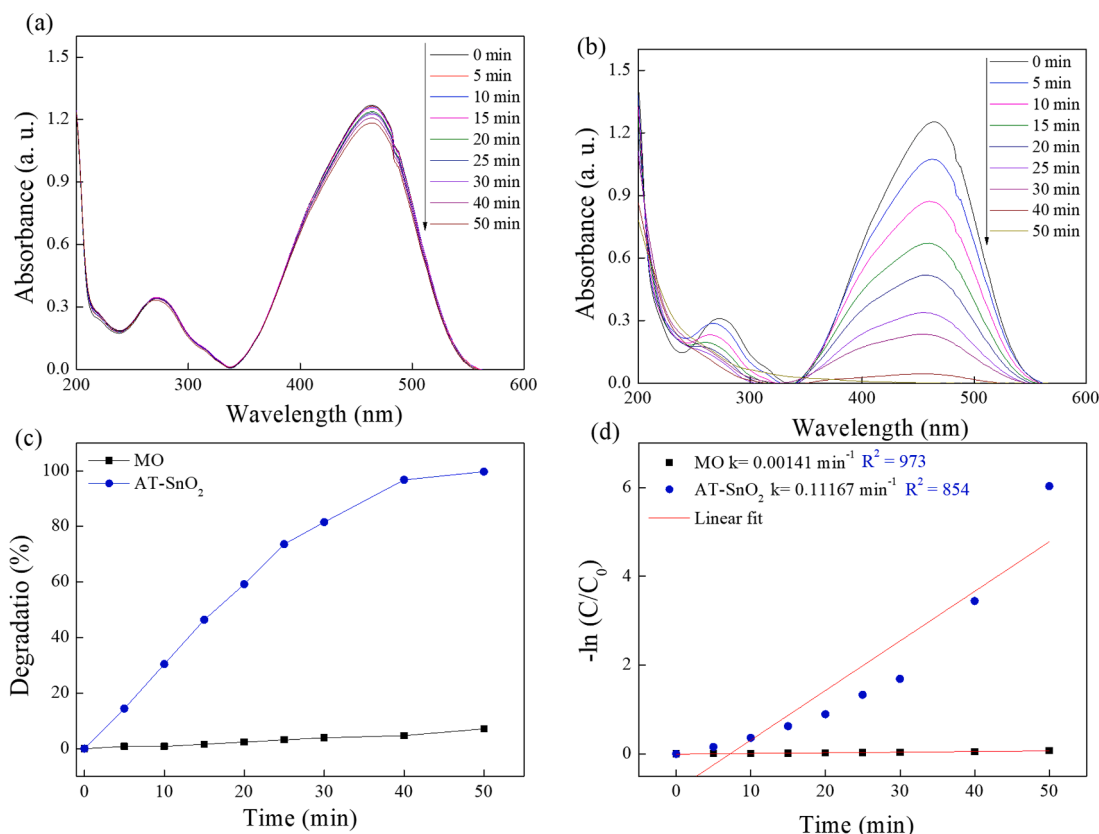 (a)
1.5
1.2
0.9
0.6
0.3
0.0
Absorbance (a. u.)
200 300 400 500 600
Wavelength (nm)
0 min
5 min
10 min
15 min
20 min
25 min
30 min
40 min
50 min
(b)
1.5
1.2
0.9
0.6
0.3
0.0
Absorbance (a. u.)
200 300 400 500 600
Wavelength (nm)
0 min
5 min
10 min
15 min
20 min
25 min
30 min
40 min
50 min
(c)
MO
AT-SnO₂
100
80
60
40
20
0
Degradatio (%)
0 10 20 30 40 50
Time (min)
(d)
MO k= 0.00141 min⁻¹ R² = 973
AT-SnO₂ k= 0.11167 min⁻¹ R² = 854
Linear fit
6
4
2
0
-ln (C/C₀)
0 10 20 30 40 50
Time (min)